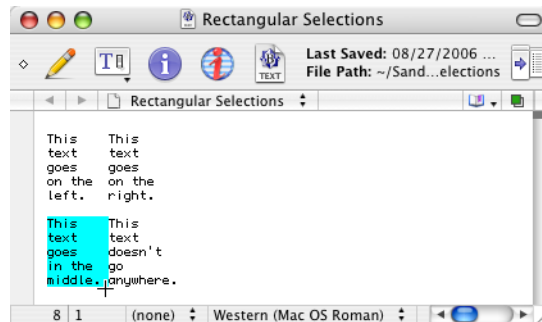 Rectangular Selections
T
TEXT
Last Saved: 08/27/2006 ...
File Path: ~/Sand...elections
Rectangular Selections
This This
text text
goes goes
on the on the
left. right.
This This
text text
goes doesn't
in the go
middle. anywhere.
8 1 (none) Western (Mac OS Roman)